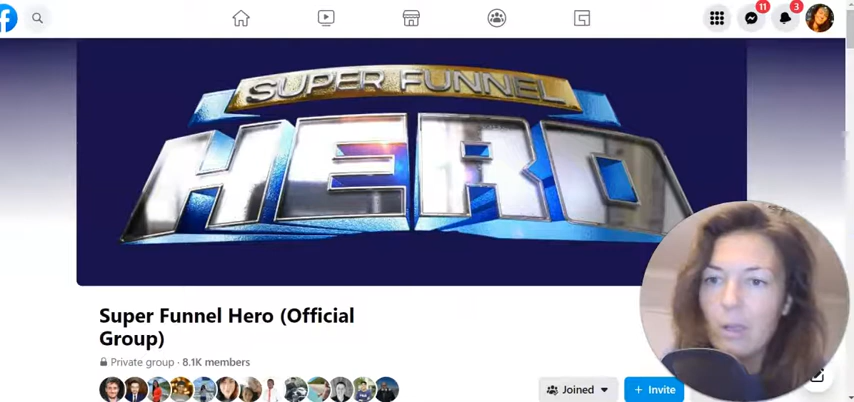 11
3
SUPER FUNNEL
HERO
Super Funnel Hero (Official
Group)
Private group · 8.1K members
Joined
+ Invite